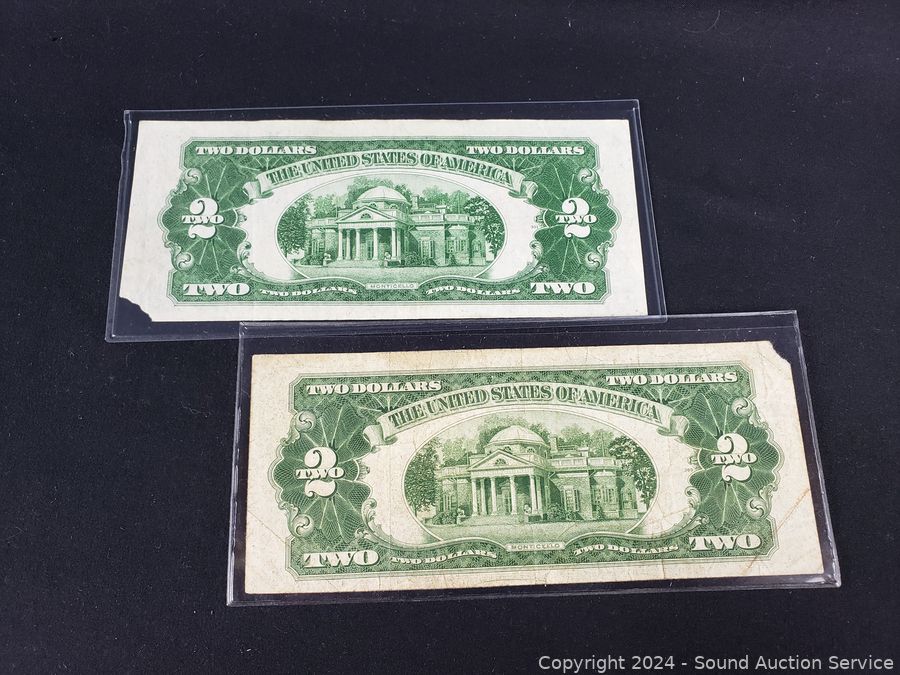 TWO DOLLARS TWO DOLLARS
THE UNITED STATES OF AMERICA
2 2
TWO TWO
MONTICELLO
TWO TWO DOLLARS TWO DOLLARS TWO
TWO DOLLARS TWO DOLLARS
THE UNITED STATES OF AMERICA
2 2
TWO TWO
MONTICELLO
TWO TWO DOLLARS TWO DOLLARS TWO
Copyright 2024 - Sound Auction Service